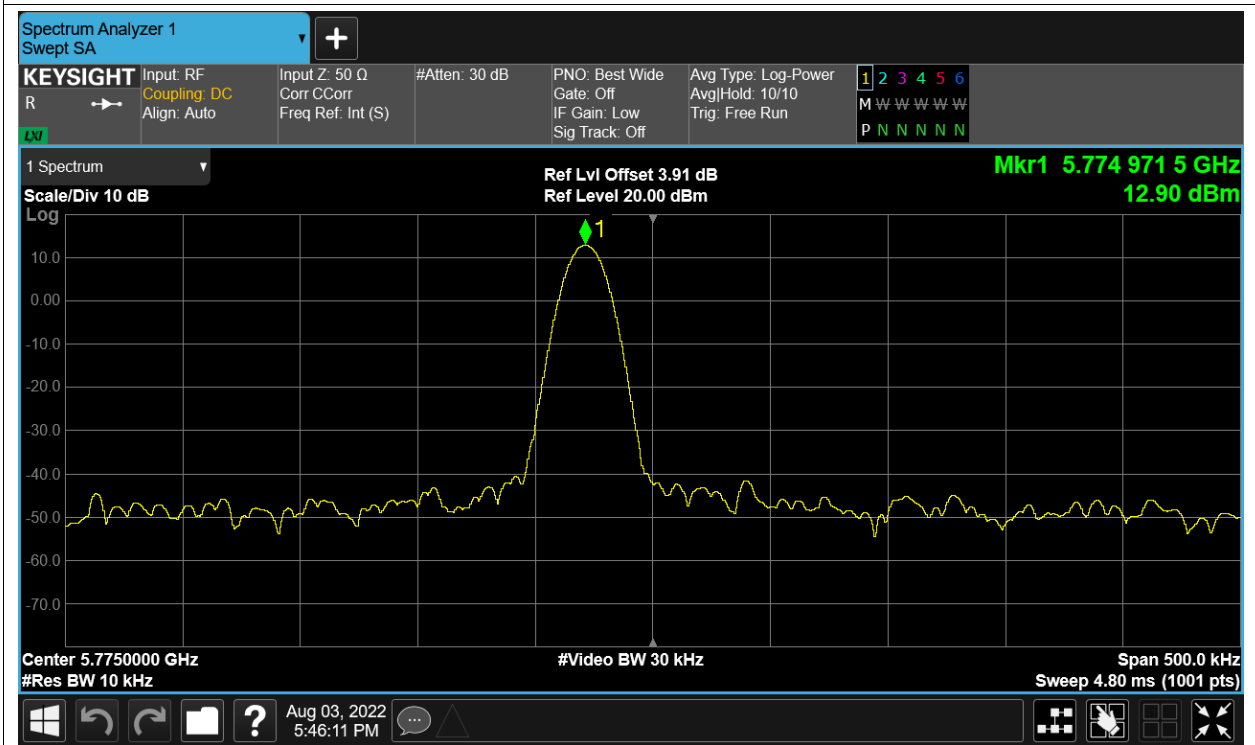 Spectrum Analyzer 1
Swept SA
KEYSIGHT
R
LXI
Input: RF
Coupling: DC
Align: Auto
Input Z: 50 Ω
Corr CCorr
Freq Ref: Int (S)
#Atten: 30 dB
PNO: Best Wide
Gate: Off
IF Gain: Low
Sig Track: Off
Avg Type: Log-Power
Avg|Hold: 10/10
Trig: Free Run
1 2 3 4 5 6
M W W W W W
P N N N N N
1 Spectrum
Scale/Div 10 dB
Log
Ref Lvl Offset 3.91 dB
Ref Level 20.00 dBm
Mkr1 5.774 971 5 GHz
12.90 dBm
1
10.0
0.00
-10.0
-20.0
-30.0
-40.0
-50.0
-60.0
-70.0
Center 5.7750000 GHz
#Res BW 10 kHz
#Video BW 30 kHz
Span 500.0 kHz
Sweep 4.80 ms (1001 pts)
?
Aug 03, 2022
5:46:11 PM